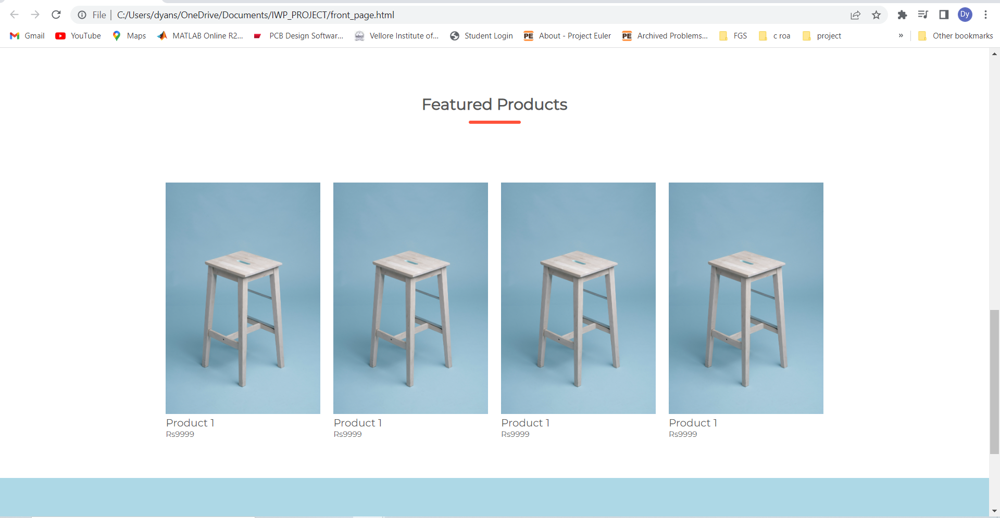 File | C:/Users/dyans/OneDrive/Documents/IWP_PROJECT/front_page.html Dy
Gmail YouTube Maps MATLAB Online R2... PCB Design Softwar... Vellore Institute of... Student Login PE About - Project Euler PE Archived Problems... FGS c roa project » Other bookmarks
Featured Products
Product 1 Product 1 Product 1 Product 1
Rs9999 Rs9999 Rs9999 Rs9999